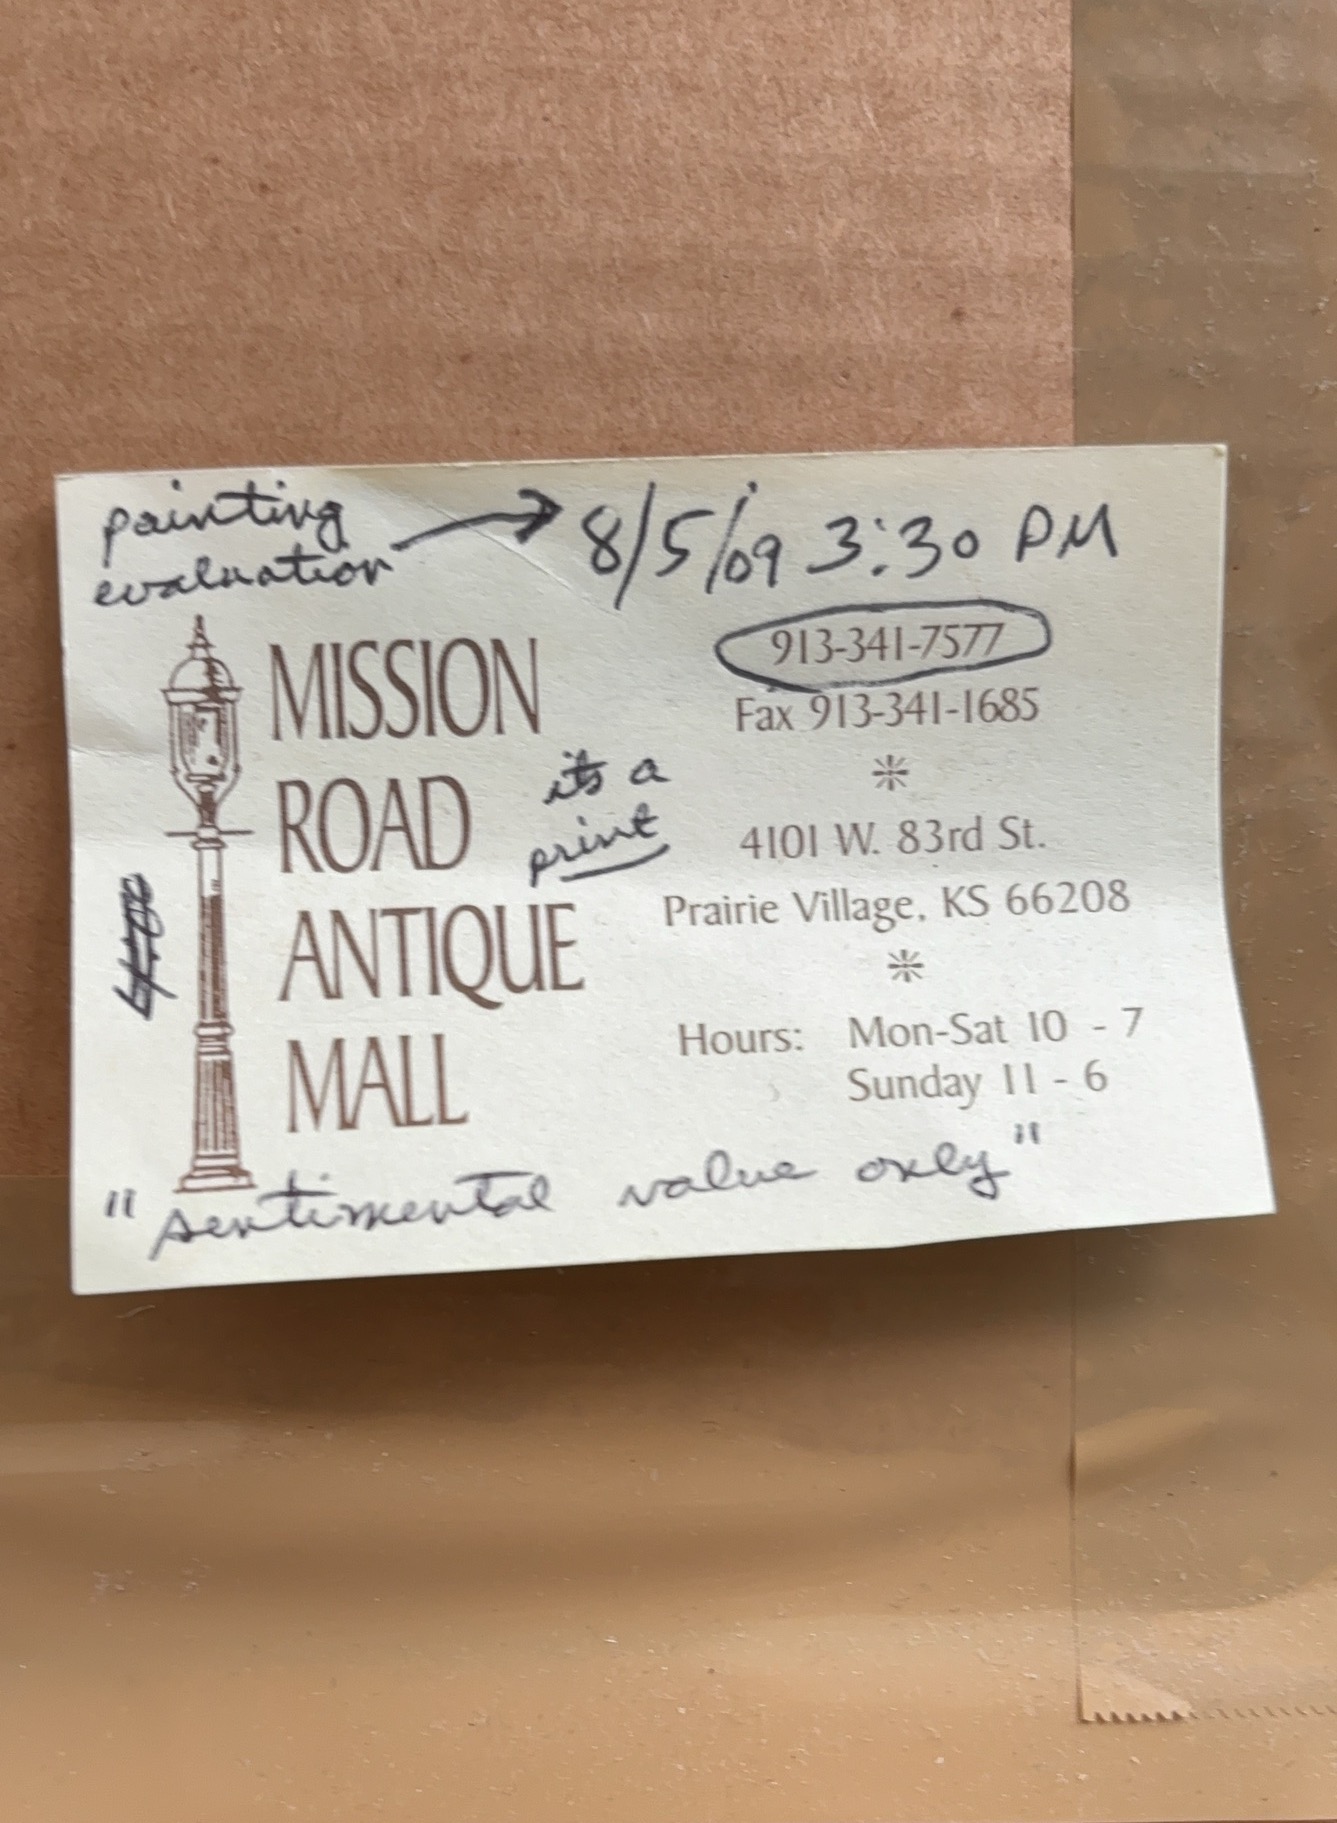 painting
evaluation
8/5/09 3:30 PM
MISSION
ROAD
ANTIQUE
MALL
its a
print
913-341-7577
Fax 913-341-1685
4101 W. 83rd St.
Prairie Village, KS 66208
Hours: Mon-Sat 10 - 7
Sunday 11 - 6
"sentimental value only"